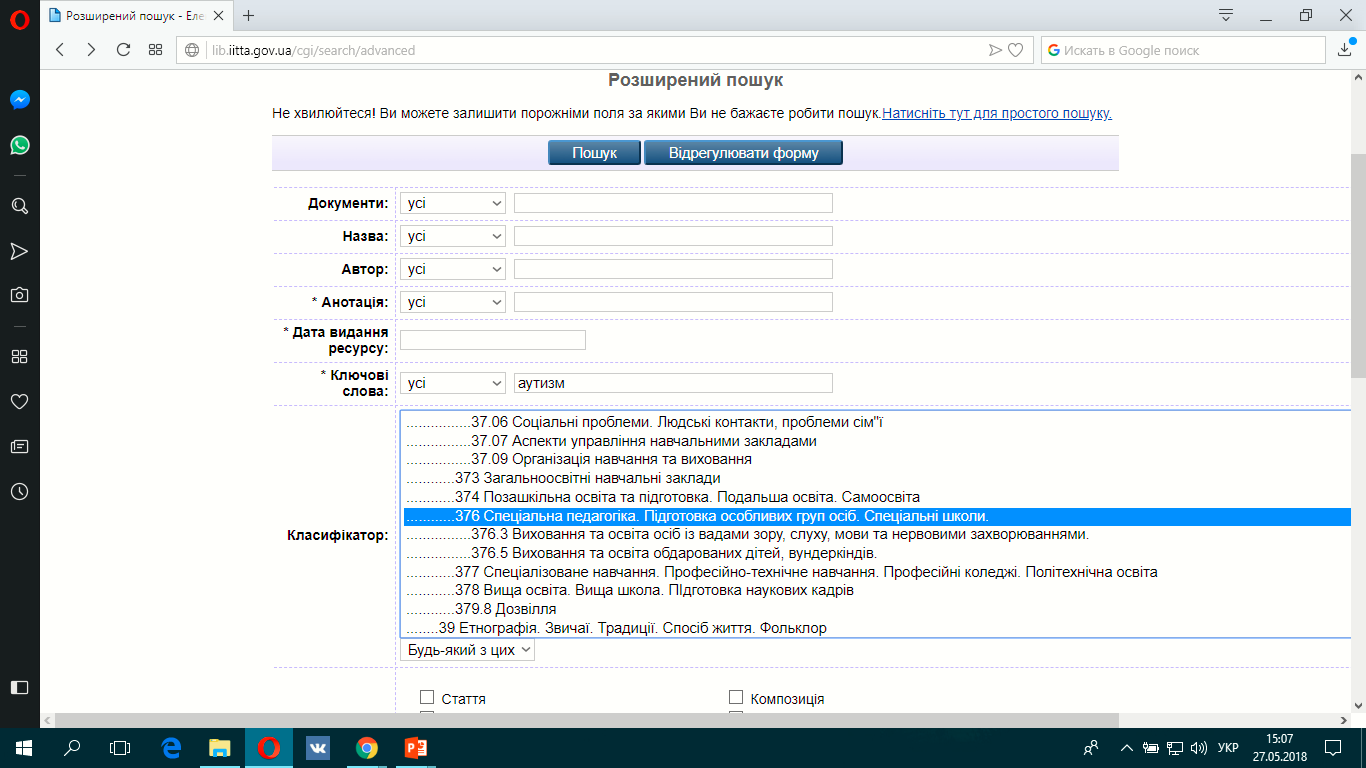 Розширений пошук - Еле
lib.iitta.gov.ua/cgi/search/advanced
Искать в Google поиск
Розширений пошук
Не хвилюйтеся! Ви можете залишити порожніми поля за якими Ви не бажаєте робити пошук.Натисніть тут для простого пошуку.
Пошук Відрегулювати форму
Документи: усі
Назва: усі
Автор: усі
* Анотація: усі
* Дата видання
ресурсу:
* Ключові
слова: усі аутизм
................37.06 Соціальні проблеми. Людські контакти, проблеми сім"ї
................37.07 Аспекти управління навчальними закладами
................37.09 Організація навчання та виховання
............373 Загальноосвітні навчальні заклади
............374 Позашкільна освіта та підготовка. Подальша освіта. Самоосвіта
............376 Спеціальна педагогіка. Підготовка особливих груп осіб. Спеціальні школи.
Класифікатор:
................376.3 Виховання та освіта осіб із вадами зору, слуху, мови та нервовими захворюваннями.
................376.5 Виховання та освіта обдарованих дітей, вундеркіндів.
............377 Спеціалізоване навчання. Професійно-технічне навчання. Професійні коледжі. Політехнічна освіта
............378 Вища освіта. Вища школа. Підготовка наукових кадрів
............379.8 Дозвілля
........39 Етнографія. Звичаї. Традиції. Спосіб життя. Фольклор
Будь-який з цих
Стаття Композиція
УКР
15:07
27.05.2018